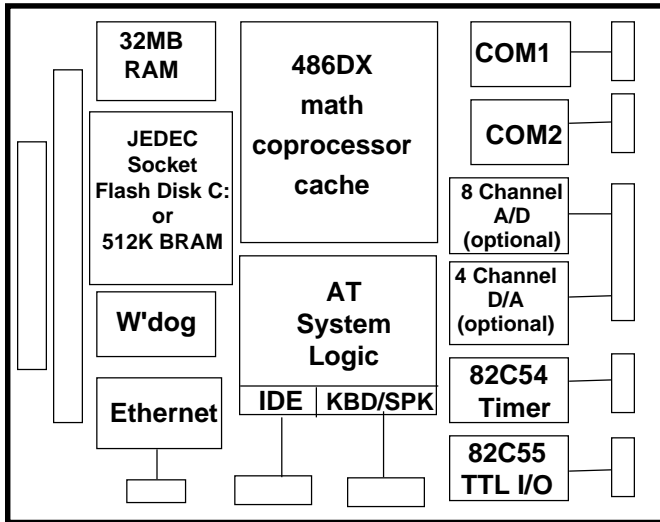 32MB
RAM
JEDEC
Socket
Flash Disk C:
or
512K BRAM
W'dog
Ethernet
486DX
math
coprocessor
cache
AT
System
Logic
IDE
KBD/SPK
COM1
COM2
8 Channel
A/D
(optional)
4 Channel
D/A
(optional)
82C54
Timer
82C55
TTL I/O